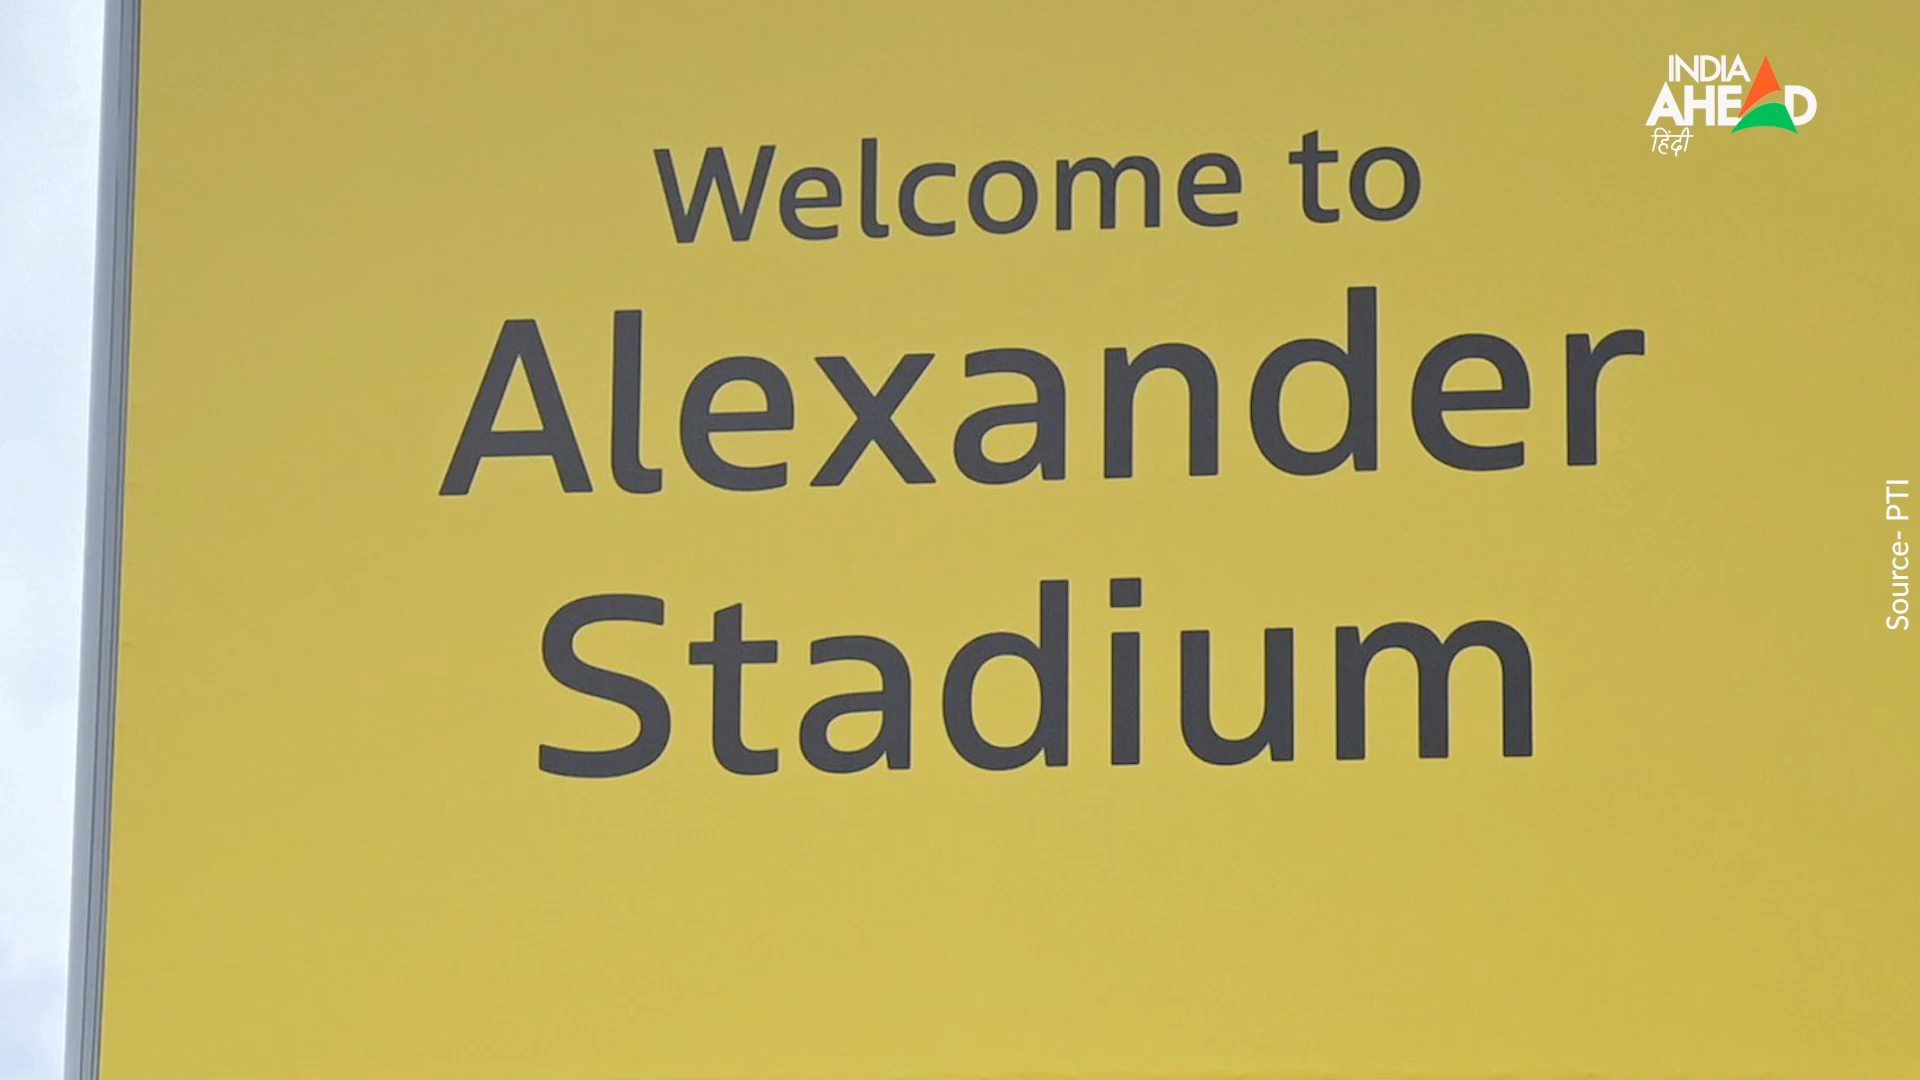 INDIA
AHEAD
हिंदी
Welcome to
Alexander
Stadium
Source- PTI